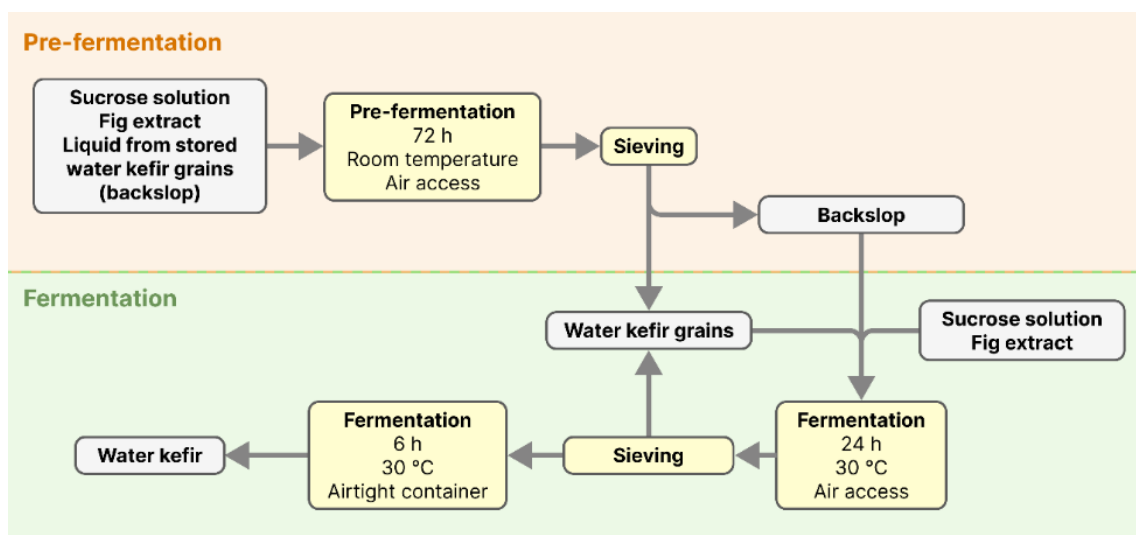 Pre-fermentation
Sucrose solution
Fig extract
Liquid from stored
water kefir grains
(backslop)
Pre-fermentation
72 h
Room temperature
Air access
Sieving
Backslop
Fermentation
Water kefir grains
Sucrose solution
Fig extract
Fermentation
24 h
30 °C
Air access
Sieving
Fermentation
6 h
30 °C
Airtight container
Water kefir